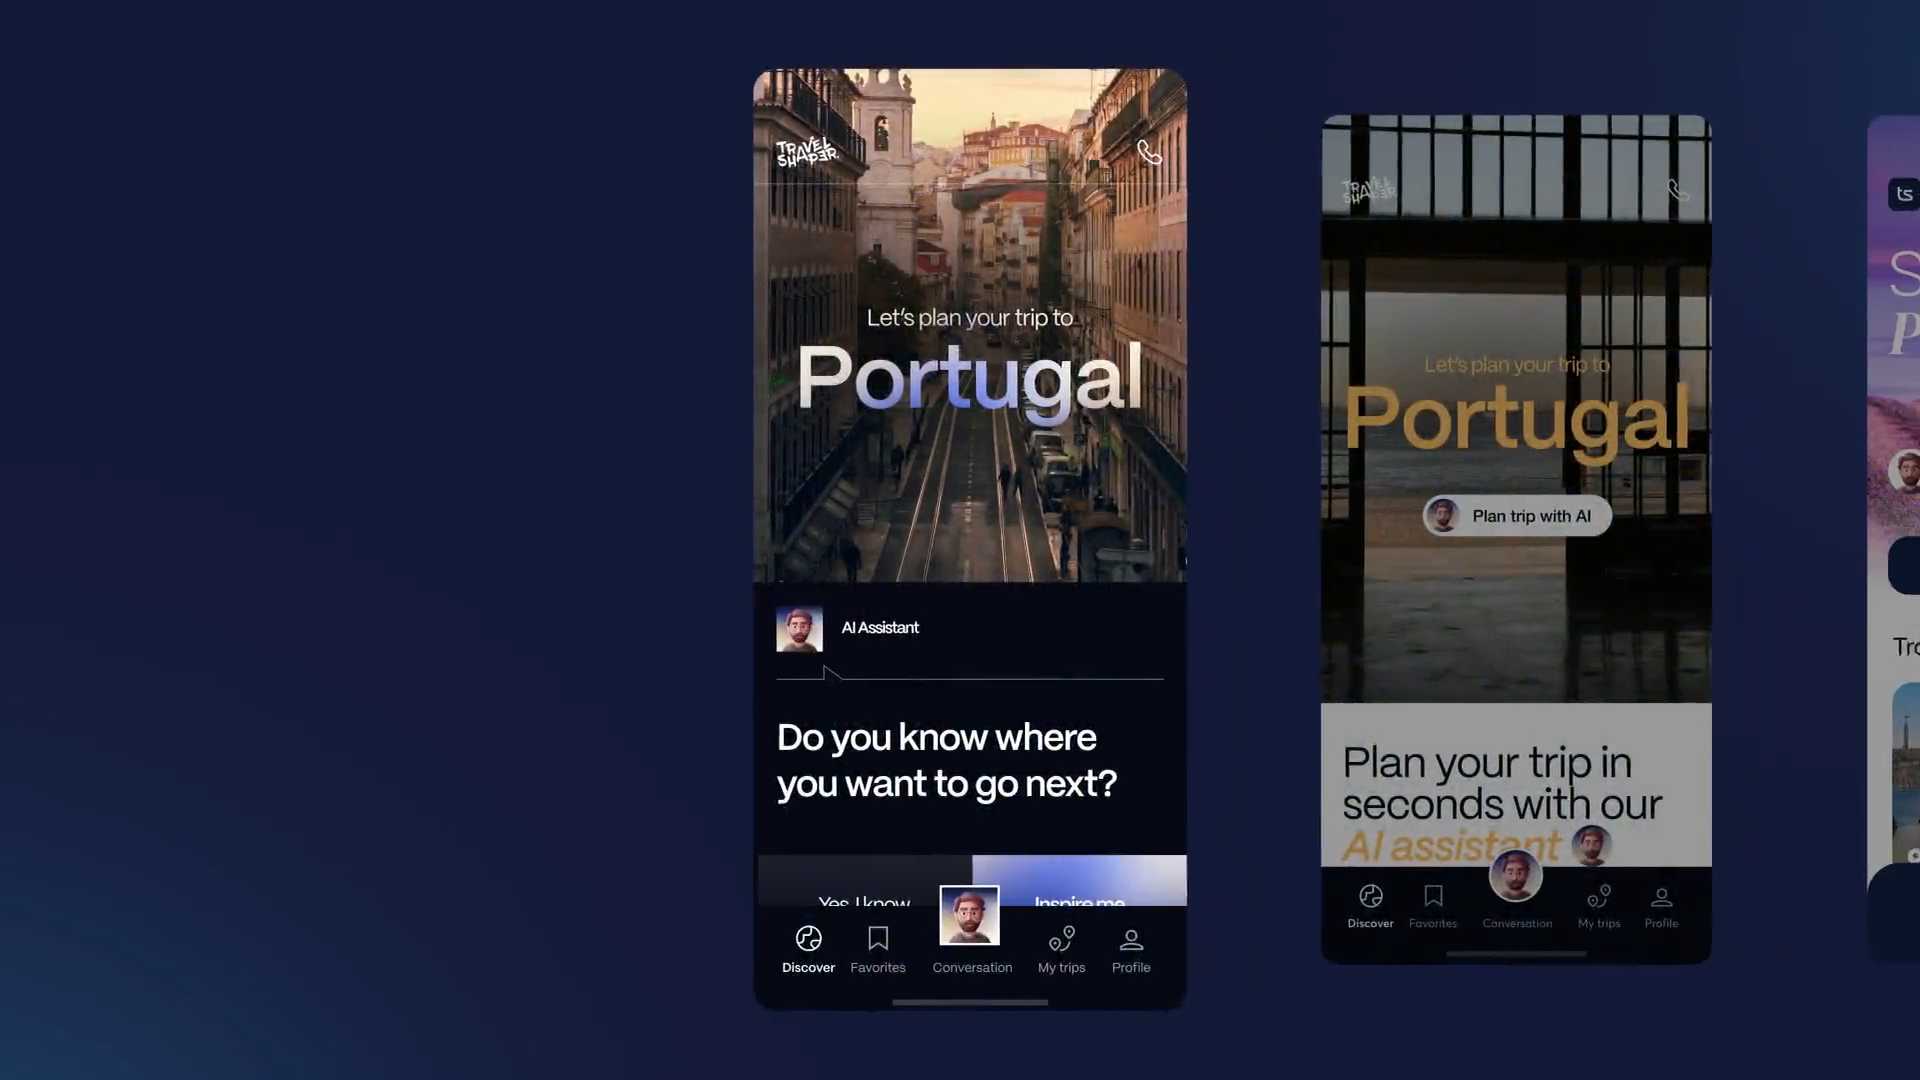 TRAVEL
SHAPER.
Let's plan your trip to
Portugal
AI Assistant
Do you know where
you want to go next?
Yes, I know
Inspire me
Discover
Favorites
Conversation
My trips
Profile
TRAVEL
SHAPER.
Let's plan your trip to
Portugal
Plan trip with AI
Plan your trip in
seconds with our
AI assistant
Discover
Favorites
Conversation
My trips
Profile
ts
S
P